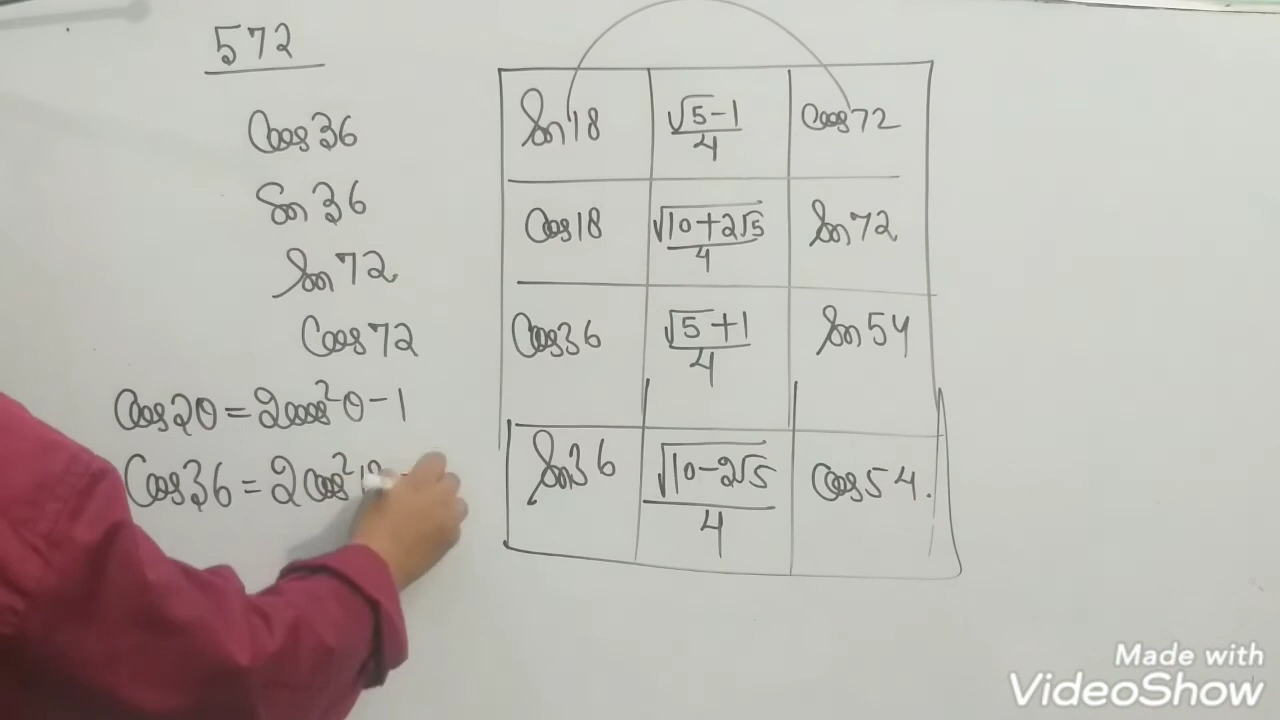 572
Cos36
Sin36
Sin72
Cos72
Cos2θ=2cos²θ-1
Cos36=2cos²
Sin18 (√5-1)/4 Cos72
Cos18 √(10+2√5)/4 Sin72
Cos36 (√5+1)/4 Sin54
Sin36 √(10-2√5)/4 Cos54.
Made with
VideoShow